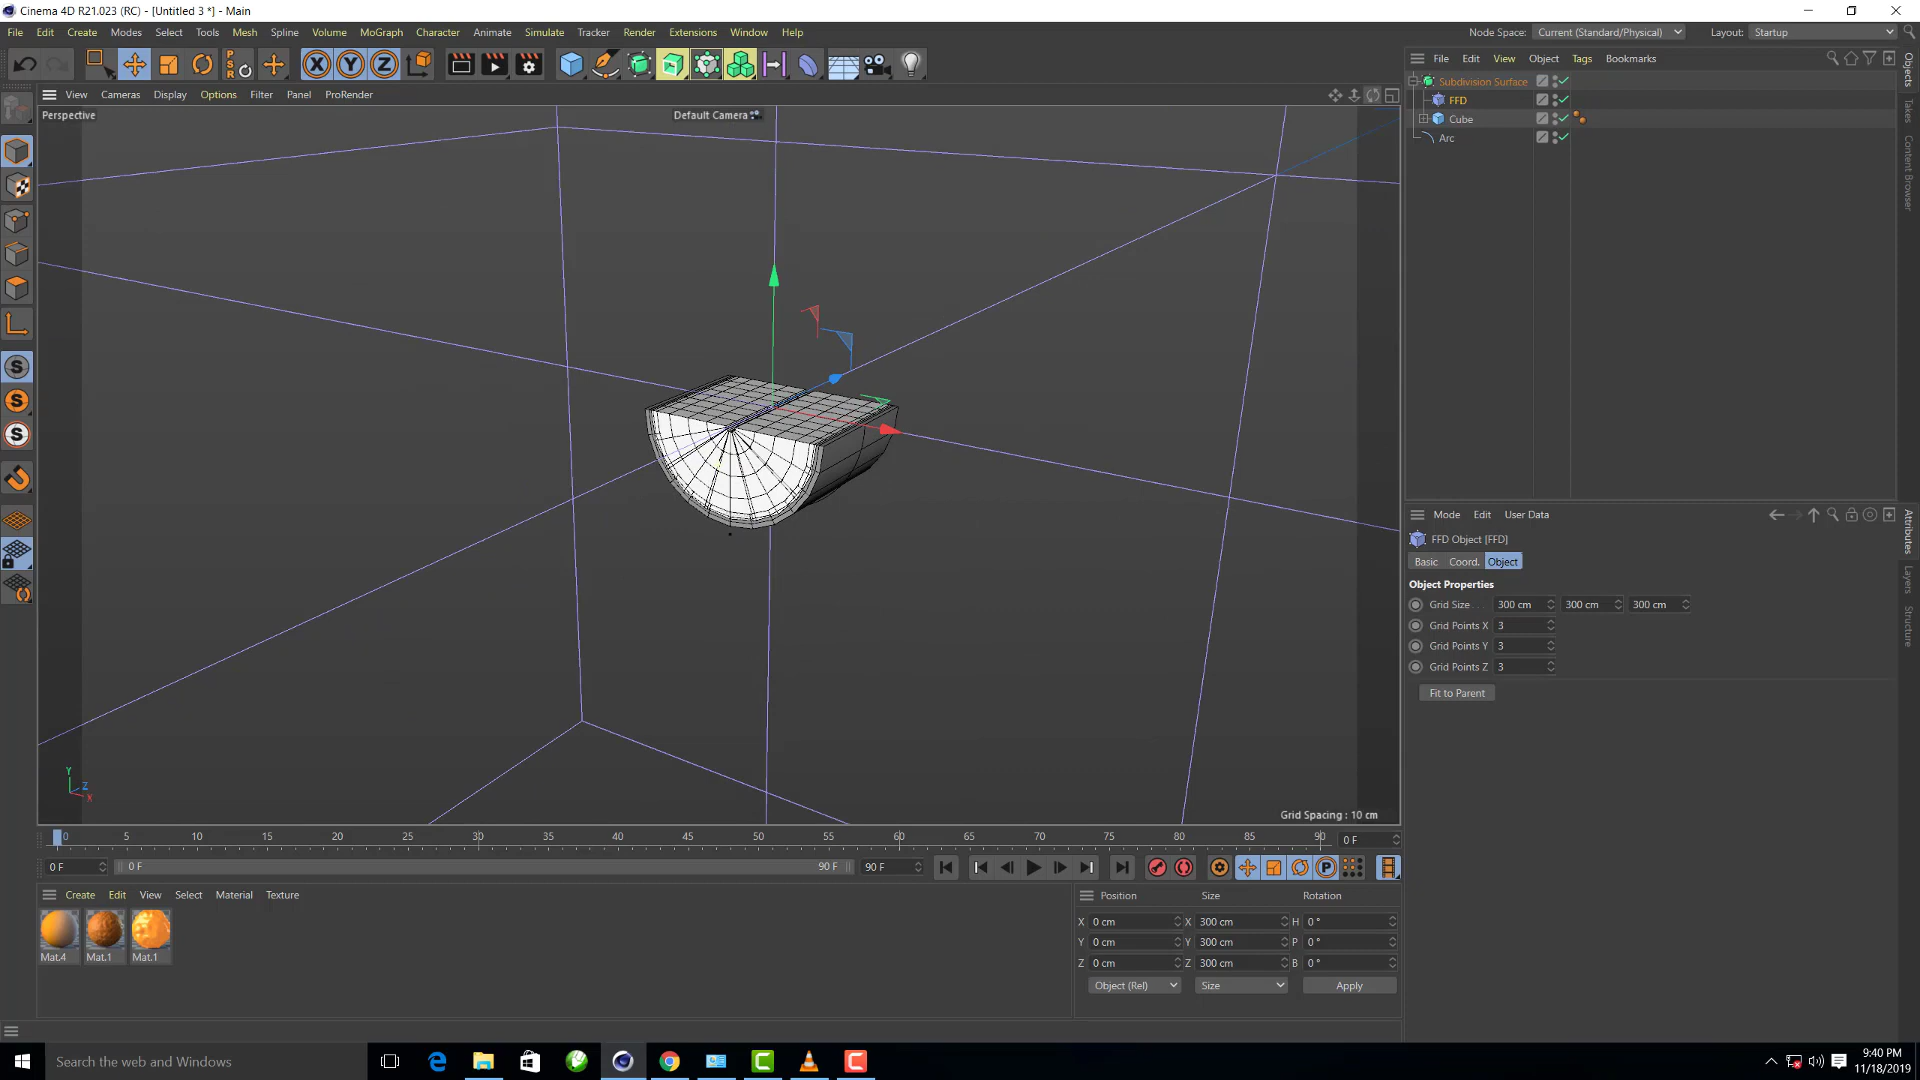 Cinema 4D R21.023 (RC) - [Untitled 3 *] - Main
File Edit Create Modes Select Tools Mesh Spline Volume MoGraph Character Animate Simulate Tracker Render Extensions Window Help
Node Space: Current (Standard/Physical) Layout: Startup
View Cameras Display Options Filter Panel ProRender
Perspective
Default Camera
File Edit View Object Tags Bookmarks
Subdivision Surface
FFD
Cube
Arc
Objects
Takes
Content Browser
Mode Edit User Data
FFD Object [FFD]
Basic Coord. Object
Object Properties
Grid Size . . . 300 cm 300 cm 300 cm
Grid Points X 3
Grid Points Y 3
Grid Points Z 3
Fit to Parent
Attributes
Layers
Structure
Y
Z
X
Grid Spacing : 10 cm
0 5 10 15 20 25 30 35 40 45 50 55 60 65 70 75 80 85 90 0 F
0 F 0 F 90 F 90 F
Create Edit View Select Material Texture
Mat.4 Mat.1 Mat.1
Position Size Rotation
X 0 cm X 300 cm H 0 °
Y 0 cm Y 300 cm P 0 °
Z 0 cm Z 300 cm B 0 °
Object (Rel) Size Apply
Search the web and Windows
9:40 PM
11/18/2019